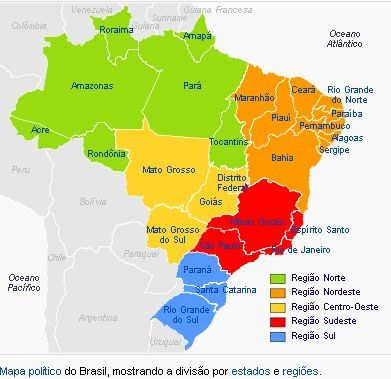 Venezuela
Guiana Francesa
Guiana
Suriname
Colômbia
Roraima
Amapá
Oceano
Atlântico
Amazonas
Pará
Maranhão
Ceará
Rio Grande
do Norte
Paraíba
Piauí
Pernambuco
Alagoas
Sergipe
Acre
Rondônia
Tocantins
Bahia
Mato Grosso
Distrito
Federal
Goiás
Peru
Bolívia
Minas Gerais
Mato Grosso
do Sul
Espírito Santo
São Paulo
Rio de Janeiro
Paraguai
Chile
Paraná
Oceano
Pacífico
Santa Catarina
Rio Grande
do Sul
Argentina
Uruguai
Região Norte
Região Nordeste
Região Centro-Oeste
Região Sudeste
Região Sul
Mapa político do Brasil, mostrando a divisão por estados e regiões.